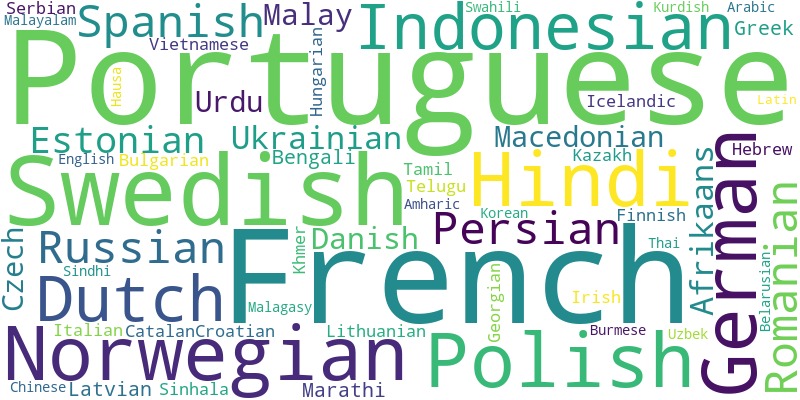 Serbian
Malayalam
Spanish
Malay
Vietnamese
Indonesian
Swahili
Kurdish
Arabic
Greek
Portuguese
Hausa
Urdu
Hungarian
Icelandic
Latin
Estonian
Ukrainian
Macedonian
Hebrew
English
Bulgarian
Bengali
Kazakh
Swedish
Tamil
Telugu
Amharic
Hindi
Korean
Finnish
Afrikaans
German
Romanian
Czech
Russian
Sindhi
Khmer
Danish
Persian
Thai
Belarusian
French
Dutch
Malagasy
Georgian
Irish
Italian
Catalan
Croatian
Lithuanian
Burmese
Uzbek
Norwegian
Polish
Chinese
Latvian
Sinhala
Marathi